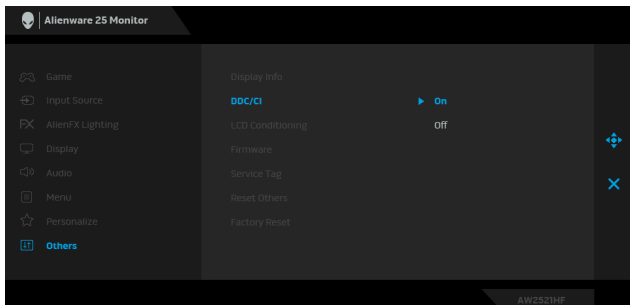 Alienware 25 Monitor
Game
Input Source
AlienFX Lighting
Display
Audio
Menu
Personalize
Others
Display Info
DDC/CI
On
LCD Conditioning
Off
Firmware
Service Tag
Reset Others
Factory Reset
AW2521HF